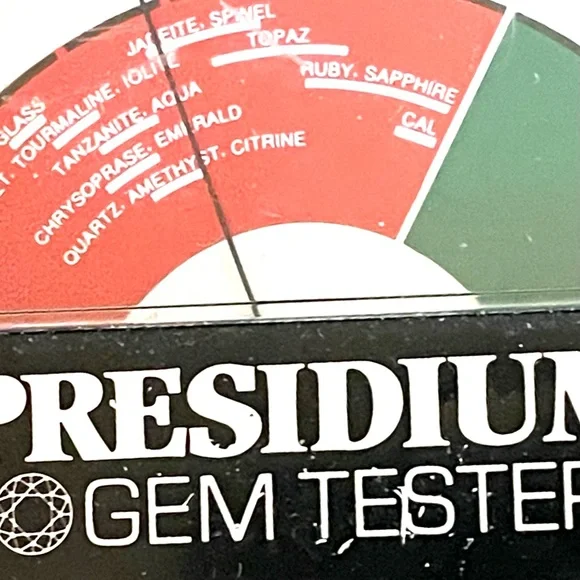 JADEITE, SPINEL
TOPAZ
RUBY, SAPPHIRE
CAL
GLASS
TOURMALINE, IOLITE
TANZANITE, AQUA
CHRYSOPRASE, EMERALD
QUARTZ, AMETHYST, CITRINE
PRESIDIUM
GEM TESTER